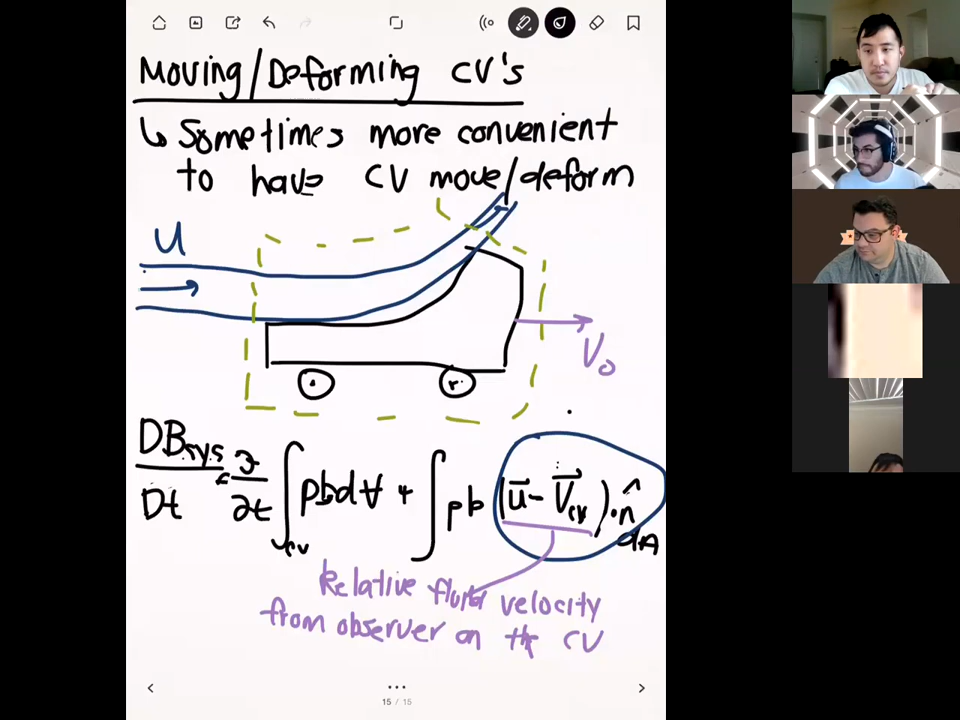 Moving/Deforming CV's
↳ Sometimes more convenient
to have CV move/deform
U
V₀
DBsys/Dt = ∂/∂t ∫cv ρb d∀ + ∫ ρb (u⃗ - V⃗cv) · n̂ dA
Relative fluid velocity
from observer on the CV
15 / 15